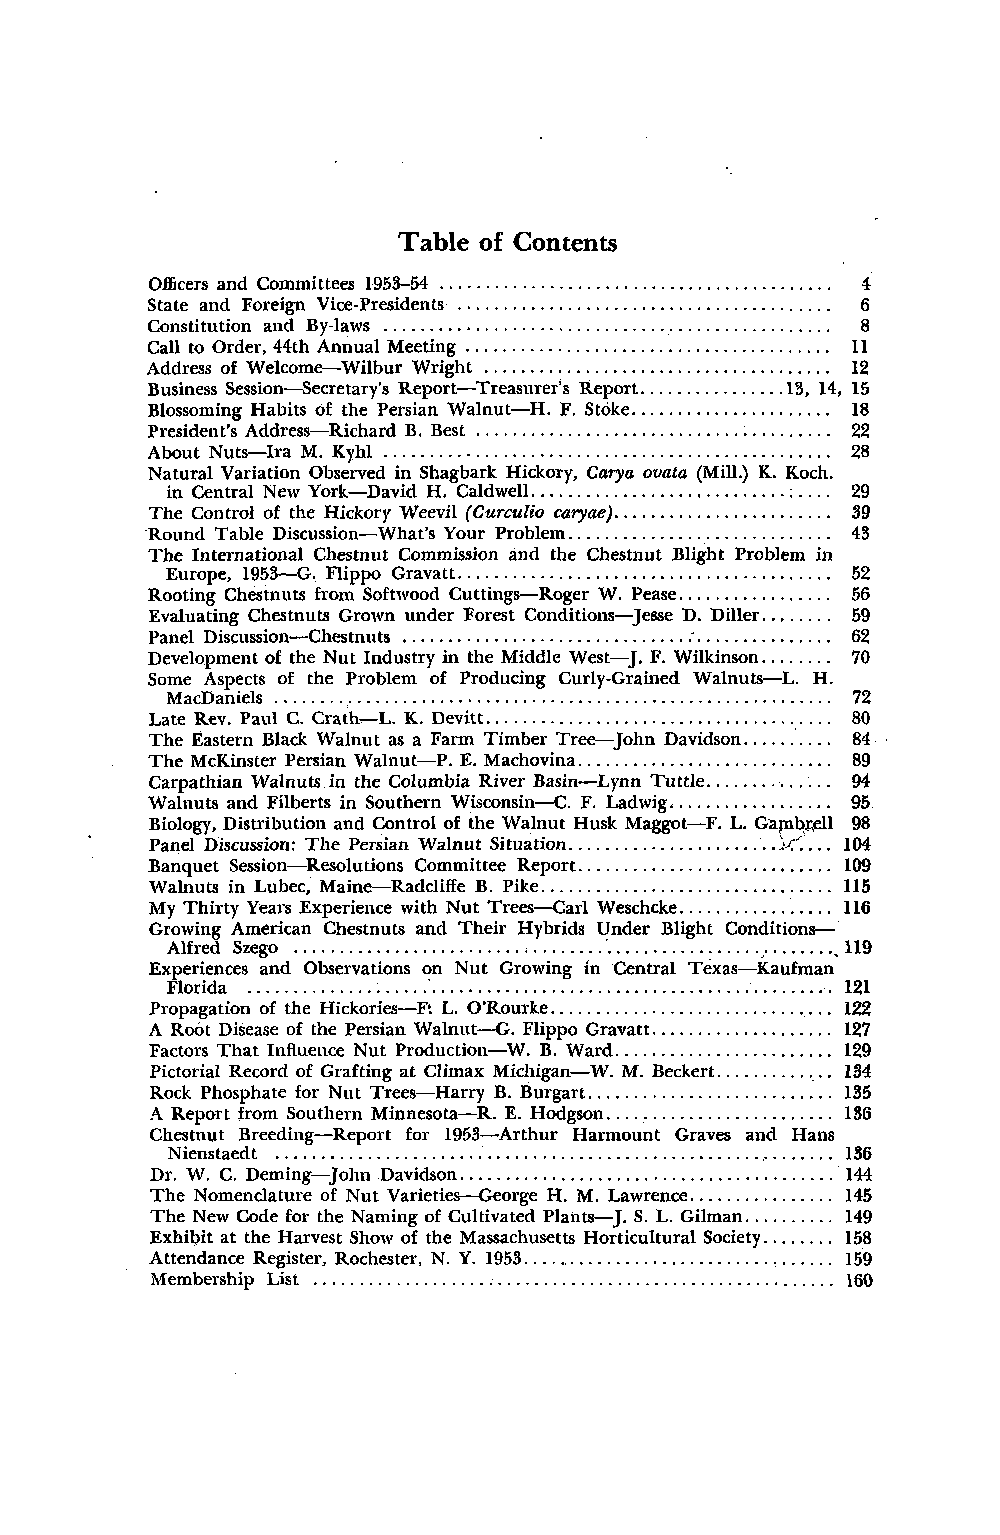 Table of Contents
Officers and Committees 1953–54 ........................................... 4
State and Foreign Vice-Presidents ......................................... 6
Constitution and By-laws ................................................. 8
Call to Order, 44th Annual Meeting ........................................ 11
Address of Welcome—Wilbur Wright ...................................... 12
Business Session—Secretary's Report—Treasurer's Report................13, 14, 15
Blossoming Habits of the Persian Walnut—H. F. Stoke...................... 18
President's Address—Richard B. Best ....................................... 22
About Nuts—Ira M. Kyhl ................................................. 28
Natural Variation Observed in Shagbark Hickory, Carya ovata (Mill.) K. Koch.
in Central New York—David H. Caldwell................................. 29
The Control of the Hickory Weevil (Curculio caryae)........................ 39
Round Table Discussion—What's Your Problem............................. 43
The International Chestnut Commission and the Chestnut Blight Problem in
Europe, 1953—G. Flippo Gravatt......................................... 52
Rooting Chestnuts from Softwood Cuttings—Roger W. Pease................. 56
Evaluating Chestnuts Grown under Forest Conditions—Jesse D. Diller........ 59
Panel Discussion—Chestnuts ............................................... 62
Development of the Nut Industry in the Middle West—J. F. Wilkinson........ 70
Some Aspects of the Problem of Producing Curly-Grained Walnuts—L. H.
MacDaniels ............................................................. 72
Late Rev. Paul C. Crath—L. K. Devitt...................................... 80
The Eastern Black Walnut as a Farm Timber Tree—John Davidson.......... 84
The McKinster Persian Walnut—P. E. Machovina............................ 89
Carpathian Walnuts in the Columbia River Basin—Lynn Tuttle.............. 94
Walnuts and Filberts in Southern Wisconsin—C. F. Ladwig.................. 95
Biology, Distribution and Control of the Walnut Husk Maggot—F. L. Gambrell 98
Panel Discussion: The Persian Walnut Situation............................. 104
Banquet Session—Resolutions Committee Report............................ 109
Walnuts in Lubec, Maine—Radcliffe B. Pike................................ 115
My Thirty Years Experience with Nut Trees—Carl Weschcke................. 116
Growing American Chestnuts and Their Hybrids Under Blight Conditions—
Alfred Szego ........................................................... 119
Experiences and Observations on Nut Growing in Central Texas—Kaufman
Florida ................................................................ 121
Propagation of the Hickories—F. L. O'Rourke............................... 122
A Root Disease of the Persian Walnut—G. Flippo Gravatt.................... 127
Factors That Influence Nut Production—W. B. Ward........................ 129
Pictorial Record of Grafting at Climax Michigan—W. M. Beckert............. 134
Rock Phosphate for Nut Trees—Harry B. Burgart........................... 135
A Report from Southern Minnesota—R. E. Hodgson......................... 136
Chestnut Breeding—Report for 1953—Arthur Harmount Graves and Hans
Nienstaedt ............................................................. 136
Dr. W. C. Deming—John Davidson......................................... 144
The Nomenclature of Nut Varieties—George H. M. Lawrence................ 145
The New Code for the Naming of Cultivated Plants—J. S. L. Gilman.......... 149
Exhibit at the Harvest Show of the Massachusetts Horticultural Society........ 158
Attendance Register, Rochester, N. Y. 1953.................................. 159
Membership List ......................................................... 160